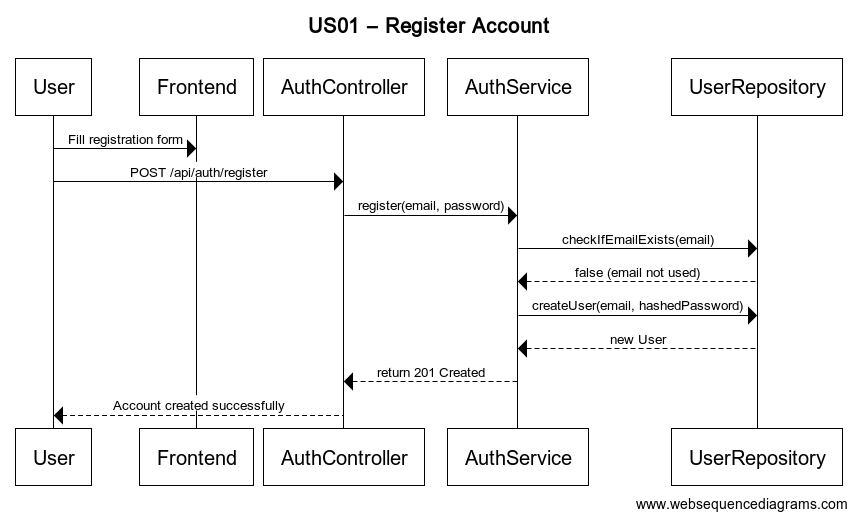 US01 – Register Account
User
Frontend
AuthController
AuthService
UserRepository
Fill registration form
POST /api/auth/register
register(email, password)
checkIfEmailExists(email)
false (email not used)
createUser(email, hashedPassword)
new User
return 201 Created
Account created successfully
User
Frontend
AuthController
AuthService
UserRepository
www.websequencediagrams.com